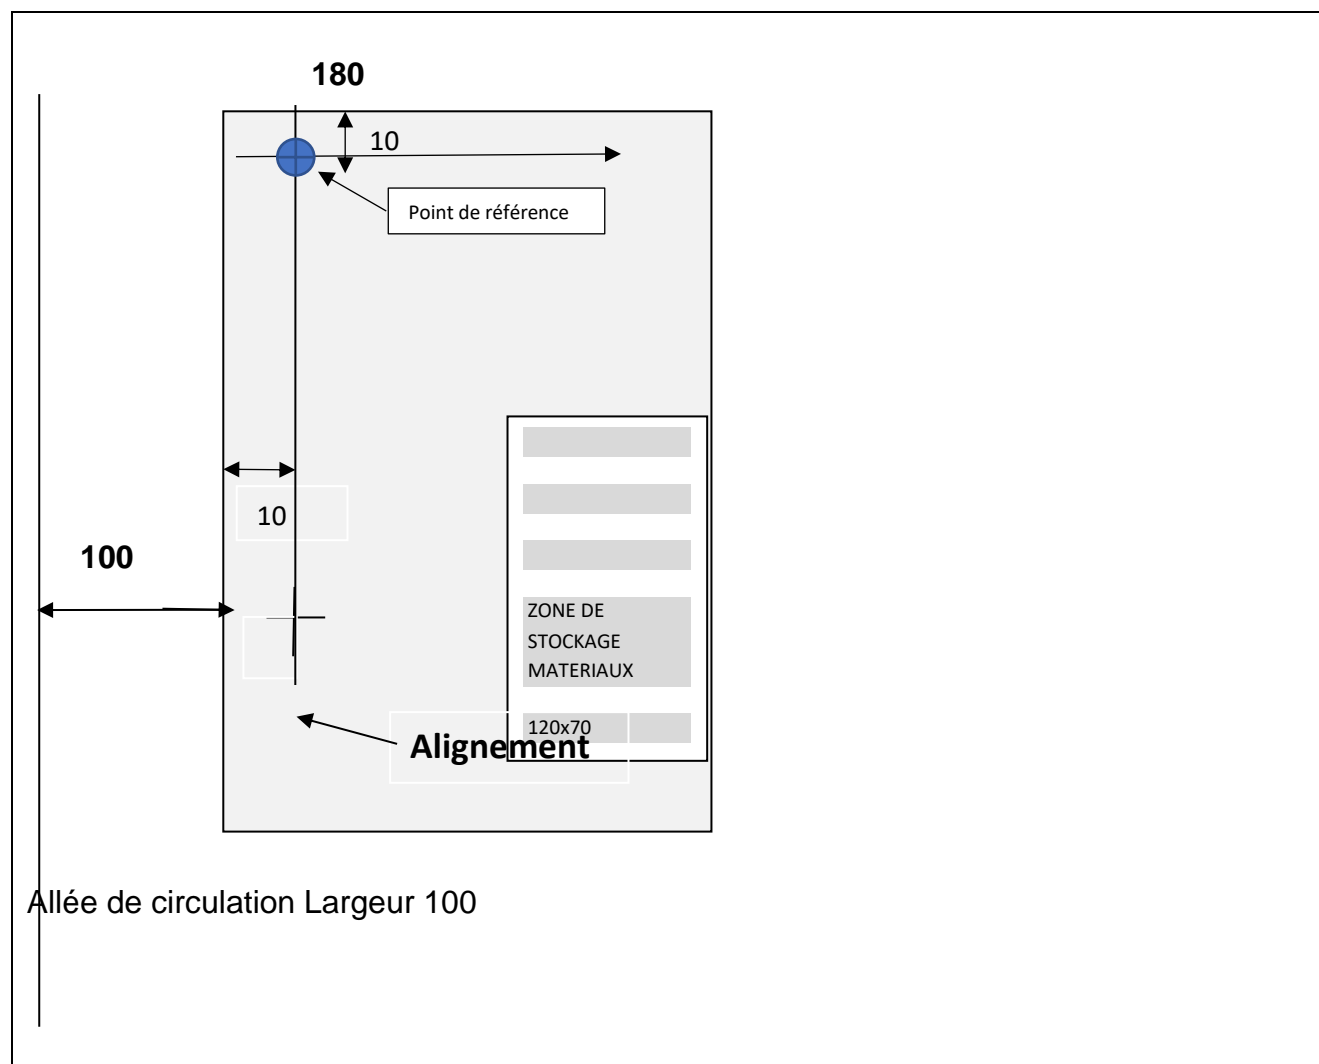 180
10
Point de référence
10
100
ZONE DE
STOCKAGE
MATERIAUX
120x70
Alignement
Allée de circulation Largeur 100